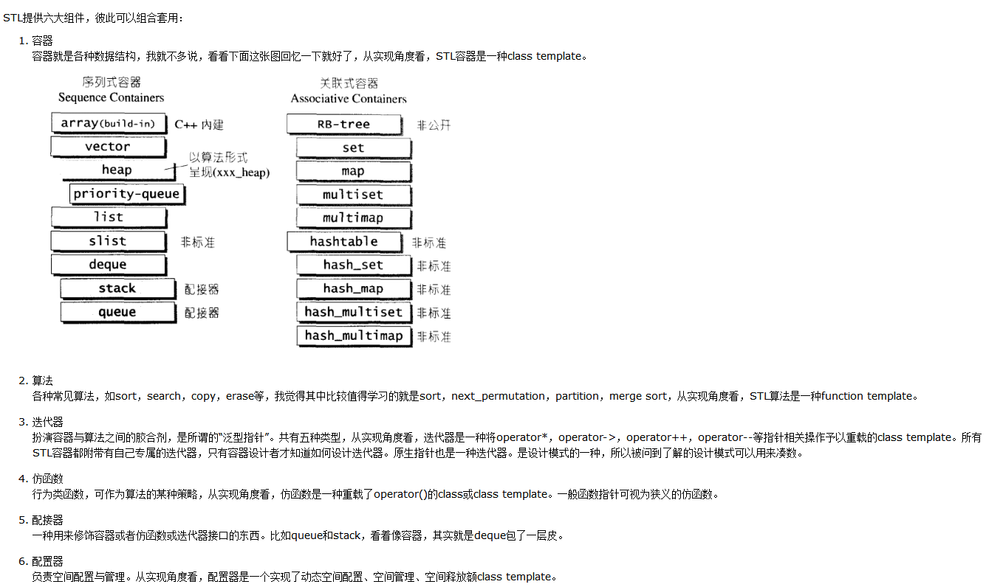 STL提供六大组件，彼此可以组合套用：
1. 容器
容器就是各种数据结构，我就不多说，看看下面这张图回忆一下就好了，从实现角度看，STL容器是一种class template。
序列式容器
Sequence Containers
array(build-in) C++ 內建
vector
heap
以算法形式
呈现(xxx_heap)
priority-queue
list
slist 非标准
deque
stack 配接器
queue 配接器
关联式容器
Associative Containers
RB-tree 非公开
set
map
multiset
multimap
hashtable 非标准
hash_set 非标准
hash_map 非标准
hash_multiset 非标准
hash_multimap 非标准
2. 算法
各种常见算法，如sort，search，copy，erase等，我觉得其中比较值得学习的就是sort，next_permutation，partition，merge sort，从实现角度看，STL算法是一种function template。
3. 迭代器
扮演容器与算法之间的胶合剂，是所谓的“泛型指针”。共有五种类型，从实现角度看，迭代器是一种将operator*，operator->，operator++，operator--等指针相关操作予以重载的class template。所有
STL容器都附带有自己专属的迭代器，只有容器设计者才知道如何设计迭代器。原生指针也是一种迭代器。是设计模式的一种，所以被问到了解的设计模式可以用来凑数。
4. 仿函数
行为类函数，可作为算法的某种策略，从实现角度看，仿函数是一种重载了operator()的class或class template。一般函数指针可视为狭义的仿函数。
5. 配接器
一种用来修饰容器或者仿函数或迭代器接口的东西。比如queue和stack，看着像容器，其实就是deque包了一层皮。
6. 配置器
负责空间配置与管理。从实现角度看，配置器是一个实现了动态空间配置、空间管理、空间释放额class template。